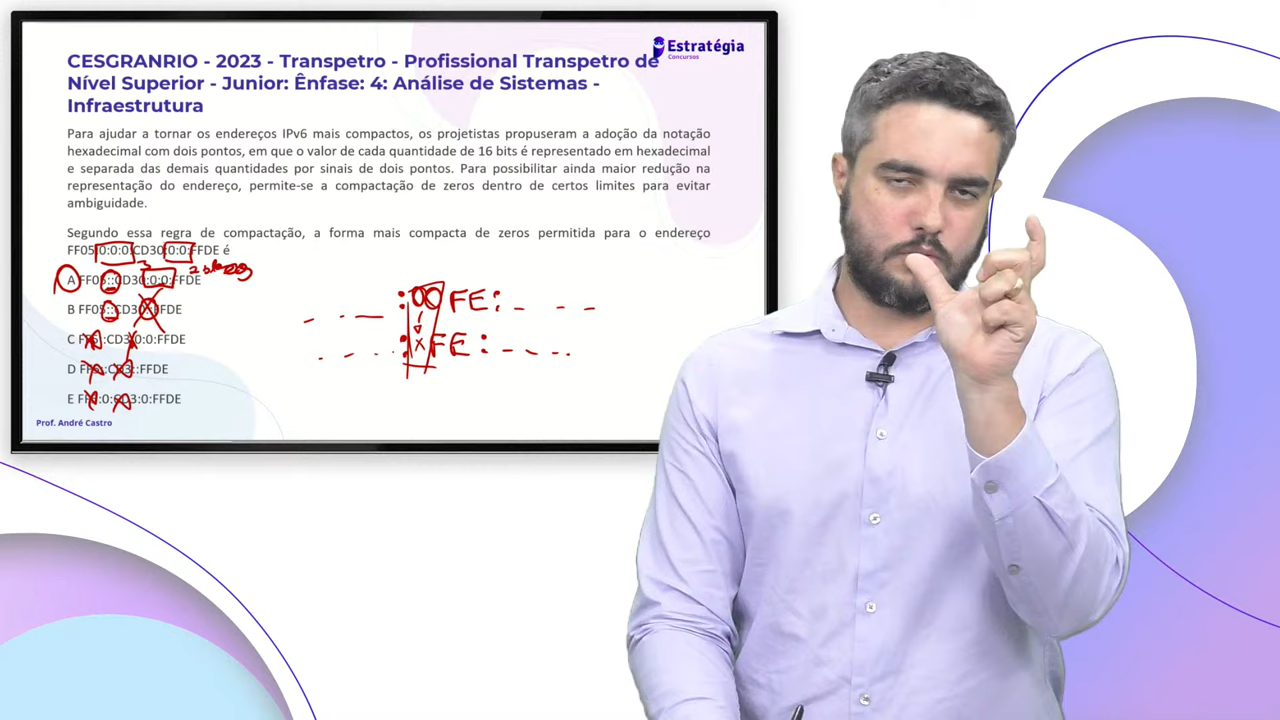 Estratégia
Concursos
CESGRANRIO - 2023 - Transpetro - Profissional Transpetro de
Nível Superior - Junior: Ênfase: 4: Análise de Sistemas -
Infraestrutura
Para ajudar a tornar os endereços IPv6 mais compactos, os projetistas propuseram a adoção da notação
hexadecimal com dois pontos, em que o valor de cada quantidade de 16 bits é representado em hexadecimal
e separada das demais quantidades por sinais de dois pontos. Para possibilitar ainda maior redução na
representação do endereço, permite-se a compactação de zeros dentro de certos limites para evitar
ambiguidade.
Segundo essa regra de compactação, a forma mais compacta de zeros permitida para o endereço
FF05:0:0:0:CD30:0:0:FFDE é
A FF05::CD30:0:0:FFDE
B FF05::CD30::FFDE
C FF5::CD3:0:0:FFDE
D FF5::CD3::FFDE
E FF5:0:CD3:0:FFDE
:00FE:
:xFE:
Prof. André Castro